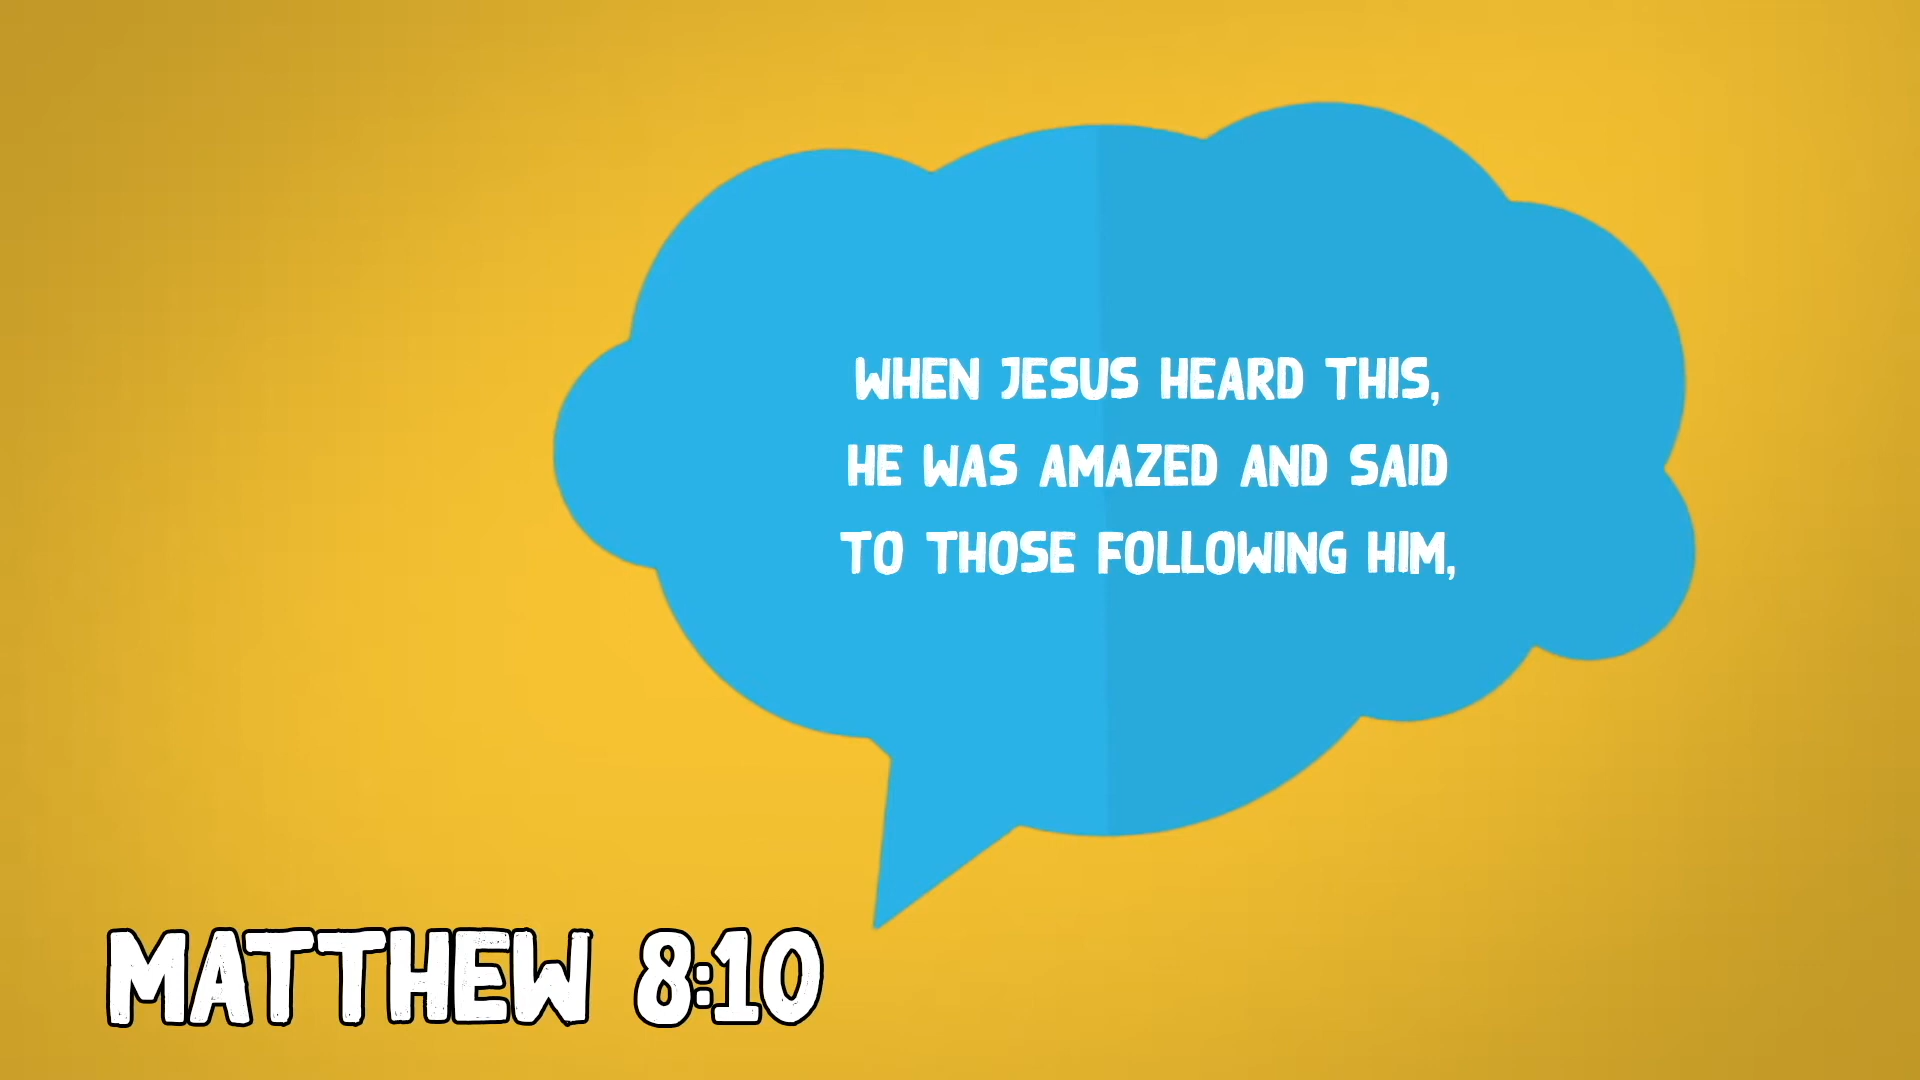 WHEN JESUS HEARD THIS,
HE WAS AMAZED AND SAID
TO THOSE FOLLOWING HIM,
MATTHEW 8:10